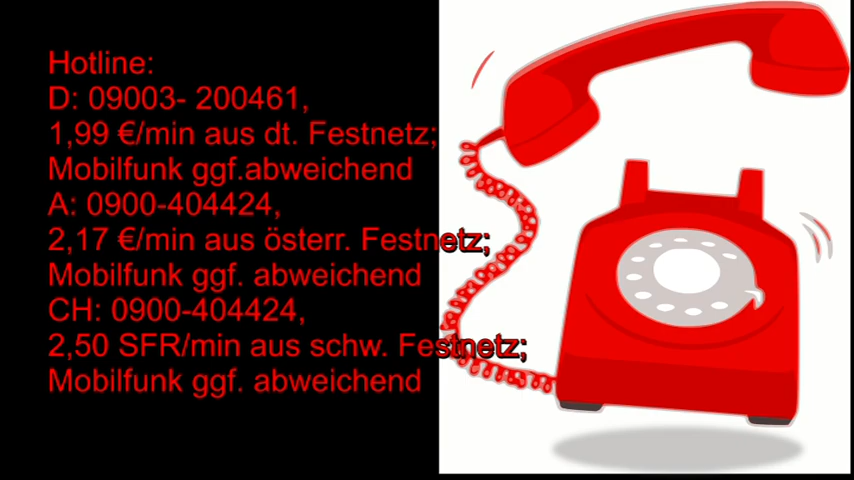 Hotline:
D: 09003- 200461,
1,99 €/min aus dt. Festnetz;
Mobilfunk ggf.abweichend
A: 0900-404424,
2,17 €/min aus österr. Festnetz;
Mobilfunk ggf. abweichend
CH: 0900-404424,
2,50 SFR/min aus schw. Festnetz;
Mobilfunk ggf. abweichend